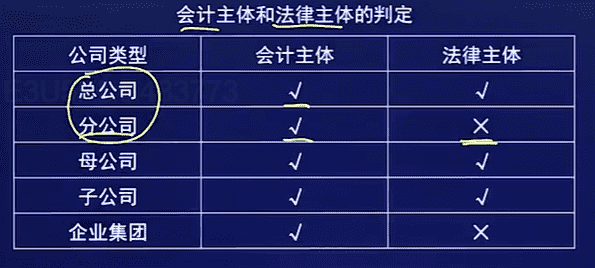 会计主体和法律主体的判定
公司类型 会计主体 法律主体
总公司 √ √
分公司 √ ×
母公司 √ √
子公司 √ √
企业集团 √ ×